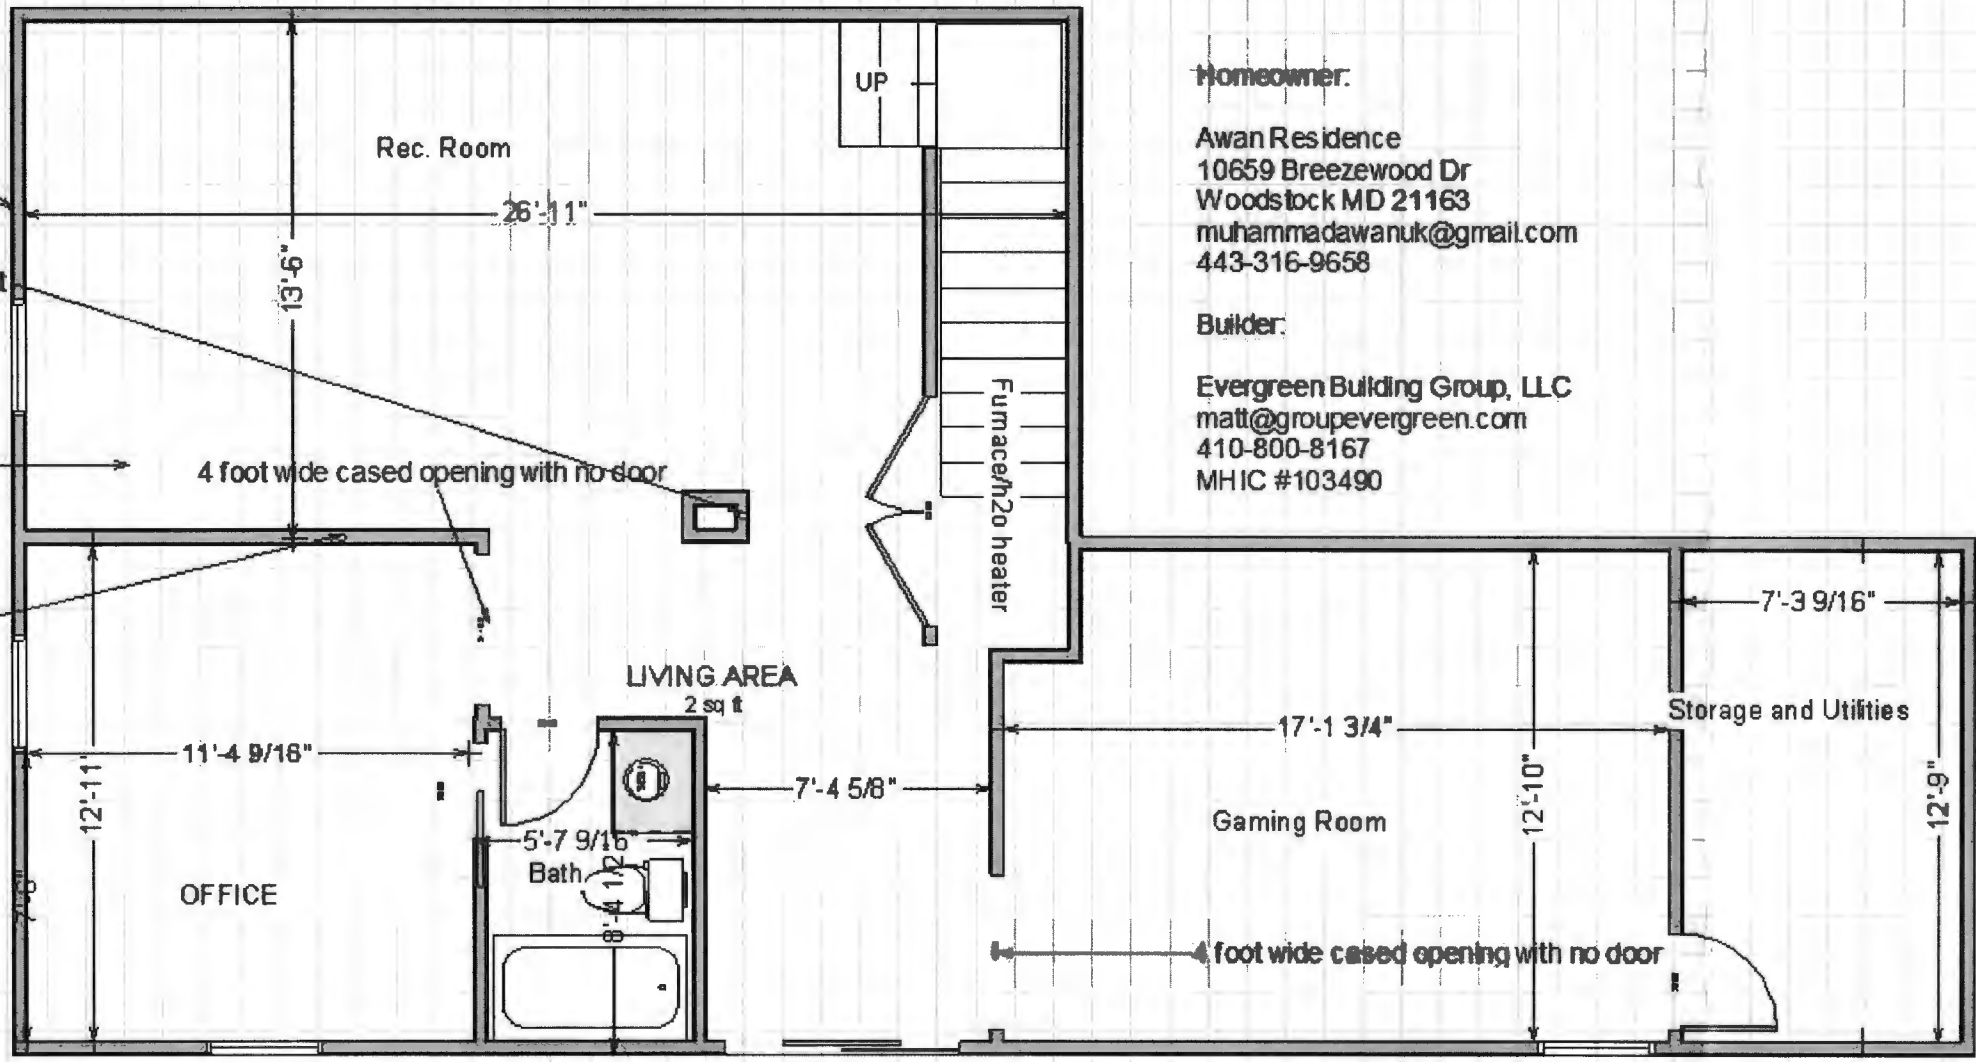 UP
Rec. Room
26'-11"
13'-6"
4 foot wide cased opening with no door
Furnace/h2o heater
Homeowner:
Awan Residence
10659 Breezewood Dr
Woodstock MD 21163
muhammadawanuk@gmail.com
443-316-9658
Builder:
Evergreen Building Group, LLC
matt@groupevergreen.com
410-800-8167
MHIC #103490
LIVING AREA
2 sq ft
7'-3 9/16"
Storage and Utilities
12'-9"
17'-1 3/4"
12'-10"
Gaming Room
4 foot wide cased opening with no door
11'-4 9/16"
12'-11"
OFFICE
7'-4 5/8"
5'-7 9/16"
Bath
8'-4 1/2"